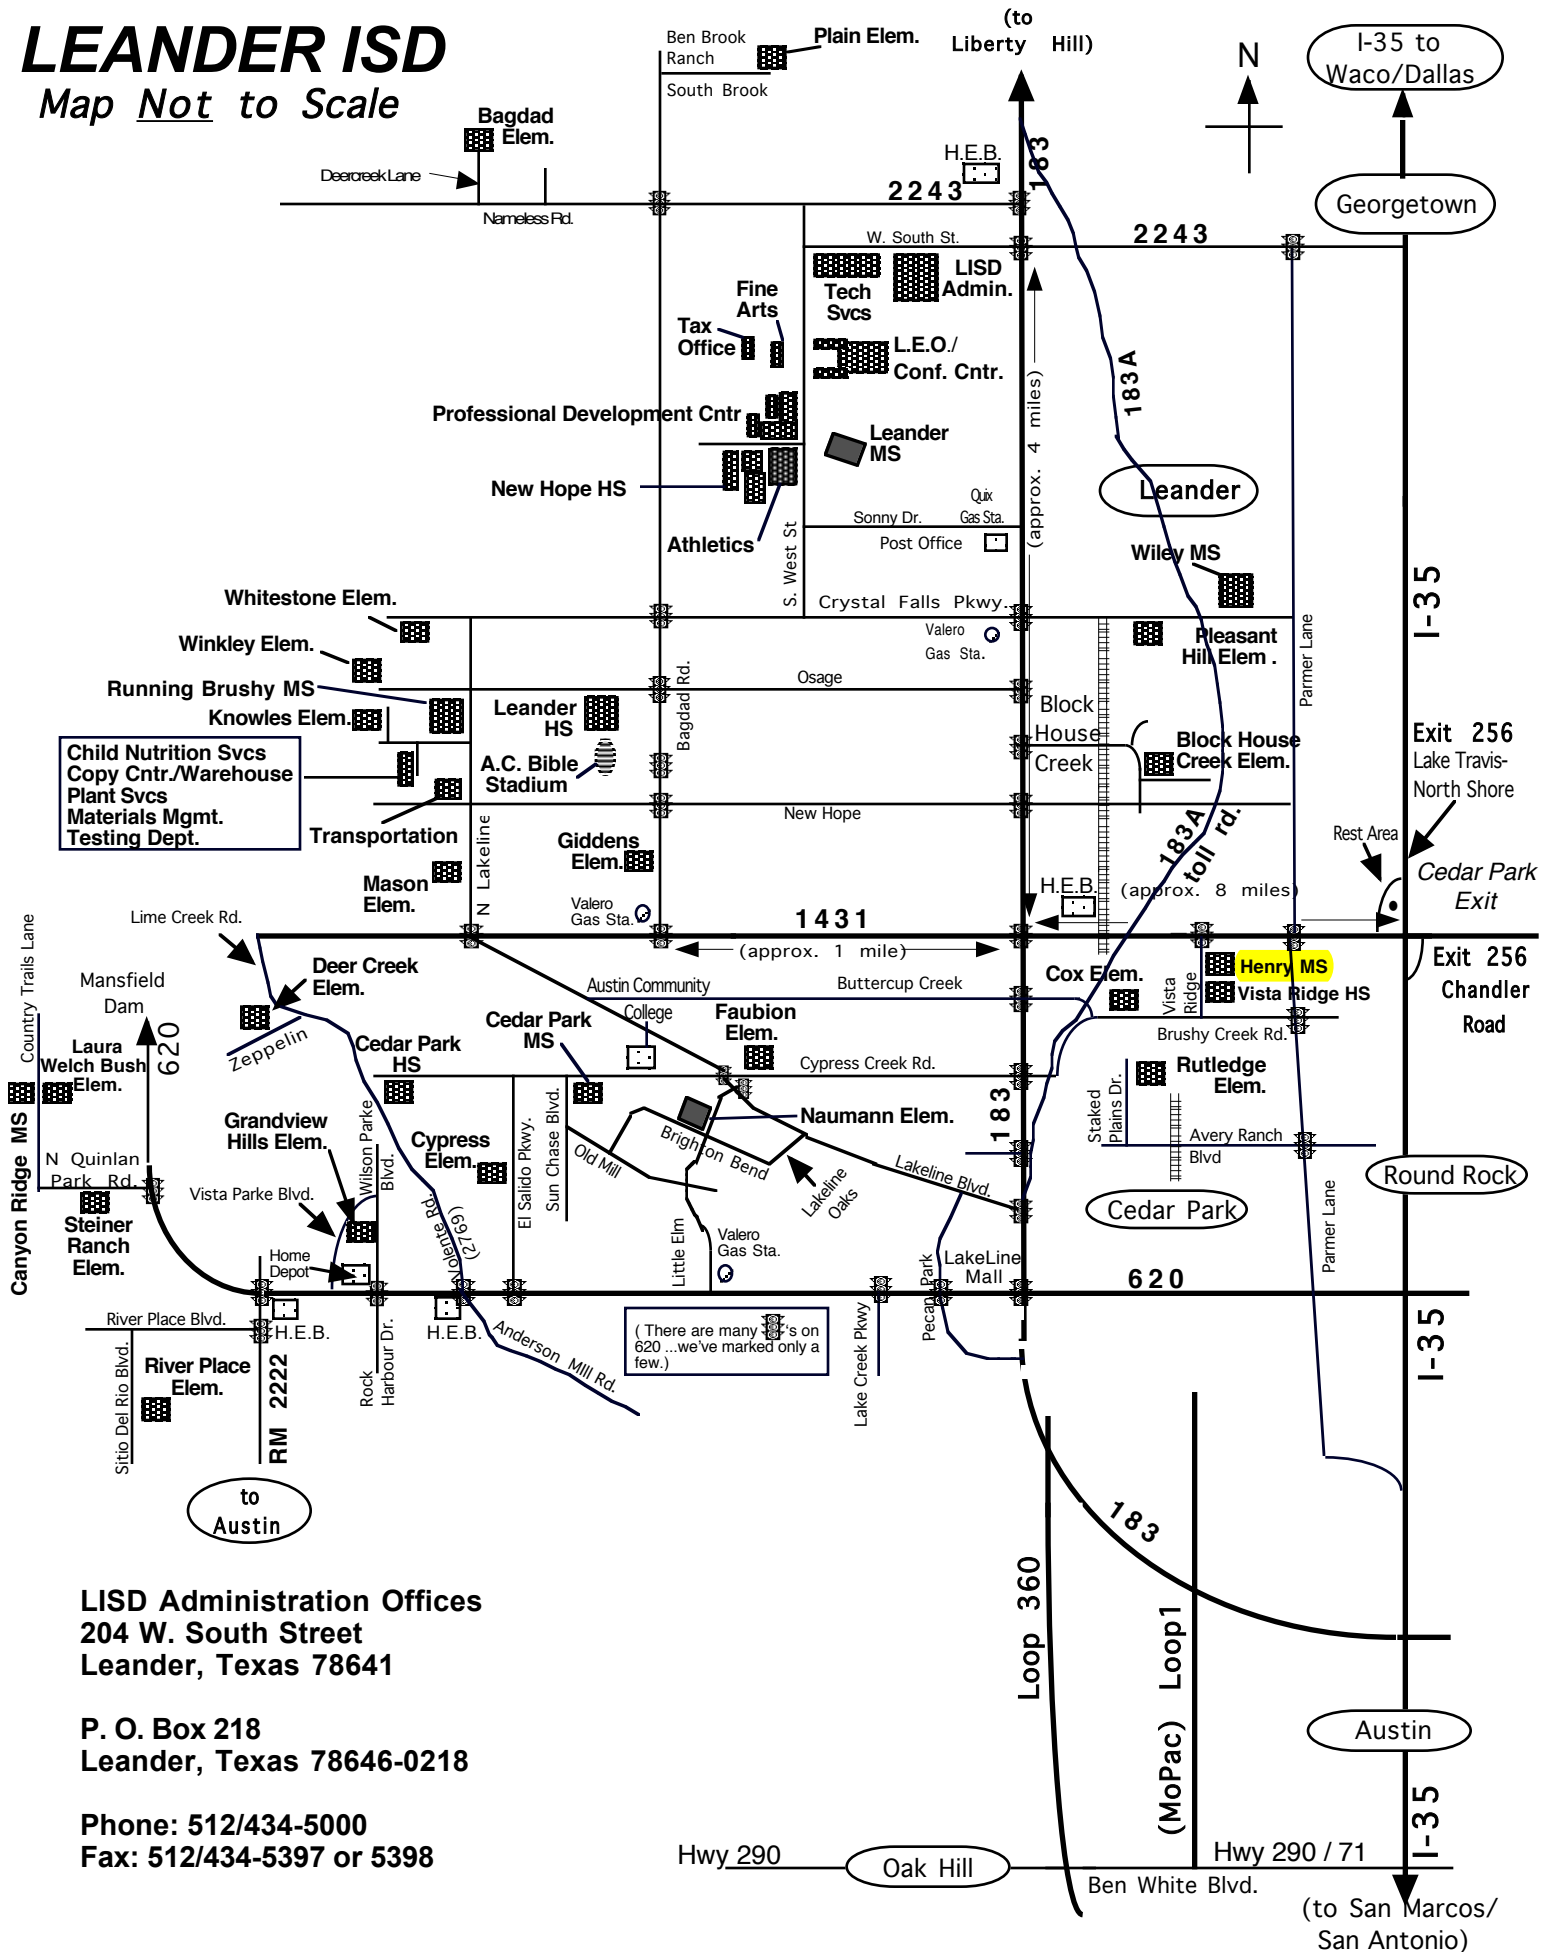 LEANDER ISD
Map Not to Scale
(to
Liberty Hill)
N
I-35 to
Waco/Dallas
Georgetown
Ben Brook
Ranch
South Brook
Plain Elem.
Bagdad
Elem.
Deercreek Lane
Nameless Rd.
H.E.B.
183
2243
W. South St.
2243
Tech
Svcs
LISD
Admin.
Fine
Arts
Tax
Office
L.E.O./
Conf. Cntr.
183A
(approx. 4 miles)
Professional Development Cntr
Leander
MS
New Hope HS
Leander
Quix
Gas Sta.
Sonny Dr.
Post Office
Athletics
S. West St
Wiley MS
I-35
Whitestone Elem.
Crystal Falls Pkwy.
Winkley Elem.
Valero
Gas Sta.
Pleasant
Hill Elem .
Parmer Lane
Running Brushy MS
Osage
Bagdad Rd.
Knowles Elem.
Leander
HS
Block
House
Creek
Block House
Creek Elem.
Exit 256
Lake Travis-
North Shore
Child Nutrition Svcs
Copy Cntr./Warehouse
Plant Svcs
Materials Mgmt.
Testing Dept.
A.C. Bible
Stadium
Transportation
N Lakeline
New Hope
183A
toll rd.
Rest Area
Giddens
Elem.
Mason
Elem.
Cedar Park
Exit
Valero
Gas Sta.
H.E.B.
(approx. 8 miles)
Lime Creek Rd.
1431
(approx. 1 mile)
Country Trails Lane
Mansfield
Dam
620
Deer Creek
Elem.
Zeppelin
Austin Community
College
Buttercup Creek
Cox Elem.
Vista
Ridge
Henry MS
Vista Ridge HS
Exit 256
Chandler
Road
Cedar Park
MS
Faubion
Elem.
Brushy Creek Rd.
Laura
Welch Bush
Elem.
Cedar Park
HS
Cypress Creek Rd.
Rutledge
Elem.
Canyon Ridge MS
Grandview
Hills Elem.
Wilson Parke
Blvd.
Cypress
Elem.
El Salido Pkwy.
Sun Chase Blvd.
Naumann Elem.
Brighton Bend
Old Mill
183
Staked
Plains Dr.
Avery Ranch
Blvd
N Quinlan
Park Rd.
Vista Parke Blvd.
Lakeline
Oaks
Lakeline Blvd.
Round Rock
Steiner
Ranch
Elem.
Volente Rd.
(2769)
Cedar Park
Home
Depot
Little Elm
Valero
Gas Sta.
Pecan Park
LakeLine
Mall
620
Parmer Lane
River Place Blvd.
H.E.B.
H.E.B.
Anderson Mill Rd.
( There are many 's on
620 ...we've marked only a
few.)
Lake Creek Pkwy
I-35
Sitio Del Rio Blvd.
River Place
Elem.
RM 2222
Rock
Harbour Dr.
to
Austin
183
Loop 360
(MoPac) Loop1
LISD Administration Offices
204 W. South Street
Leander, Texas 78641
P. O. Box 218
Leander, Texas 78646-0218
Phone: 512/434-5000
Fax: 512/434-5397 or 5398
Austin
I-35
Hwy 290
Oak Hill
Hwy 290 / 71
Ben White Blvd.
(to San Marcos/
San Antonio)